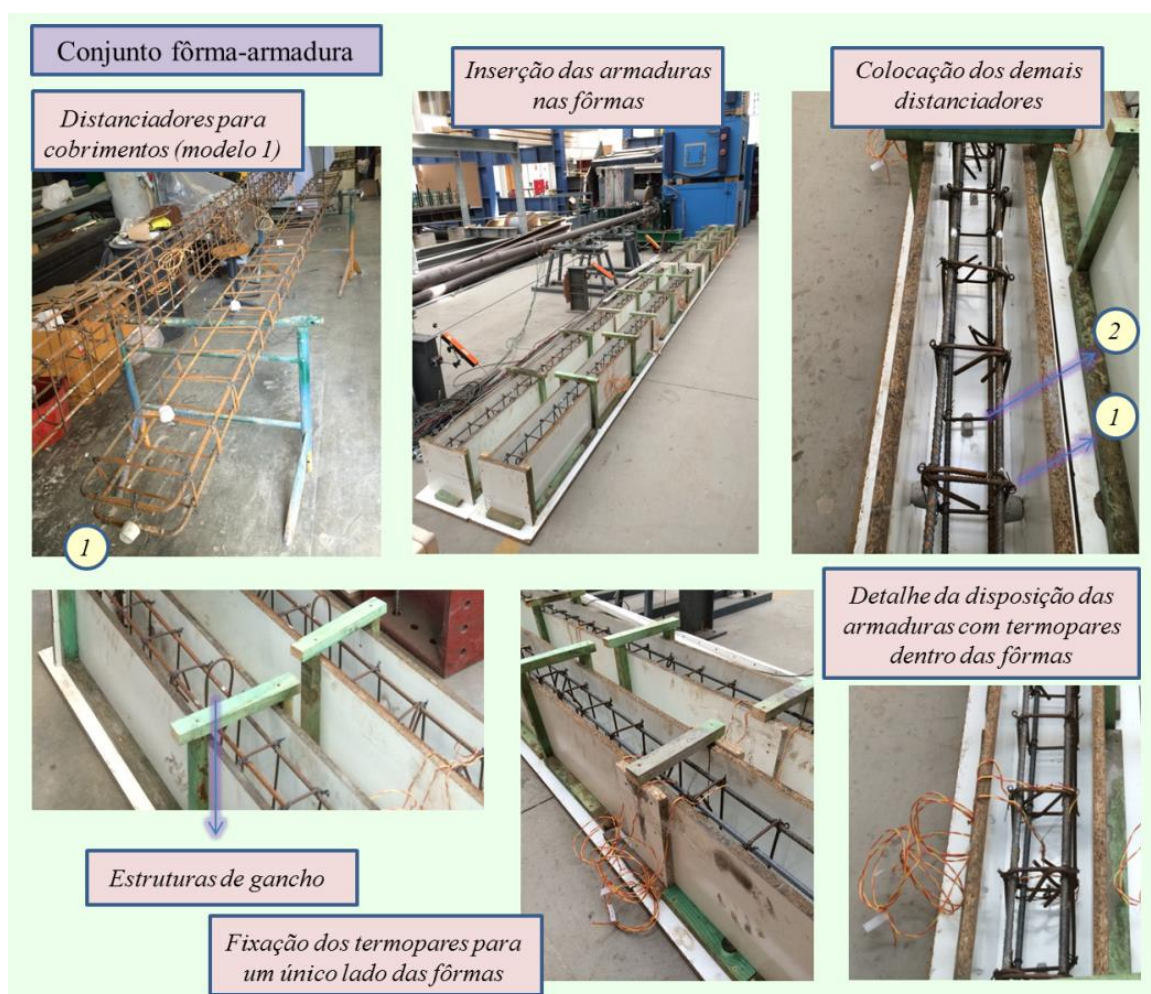 Conjunto fôrma-armadura
Distanciadores para
cobrimentos (modelo 1)
Inserção das armaduras
nas fôrmas
Colocação dos demais
distanciadores
2
1
1
Estruturas de gancho
Fixação dos termopares para
um único lado das fôrmas
Detalhe da disposição das
armaduras com termopares
dentro das fôrmas